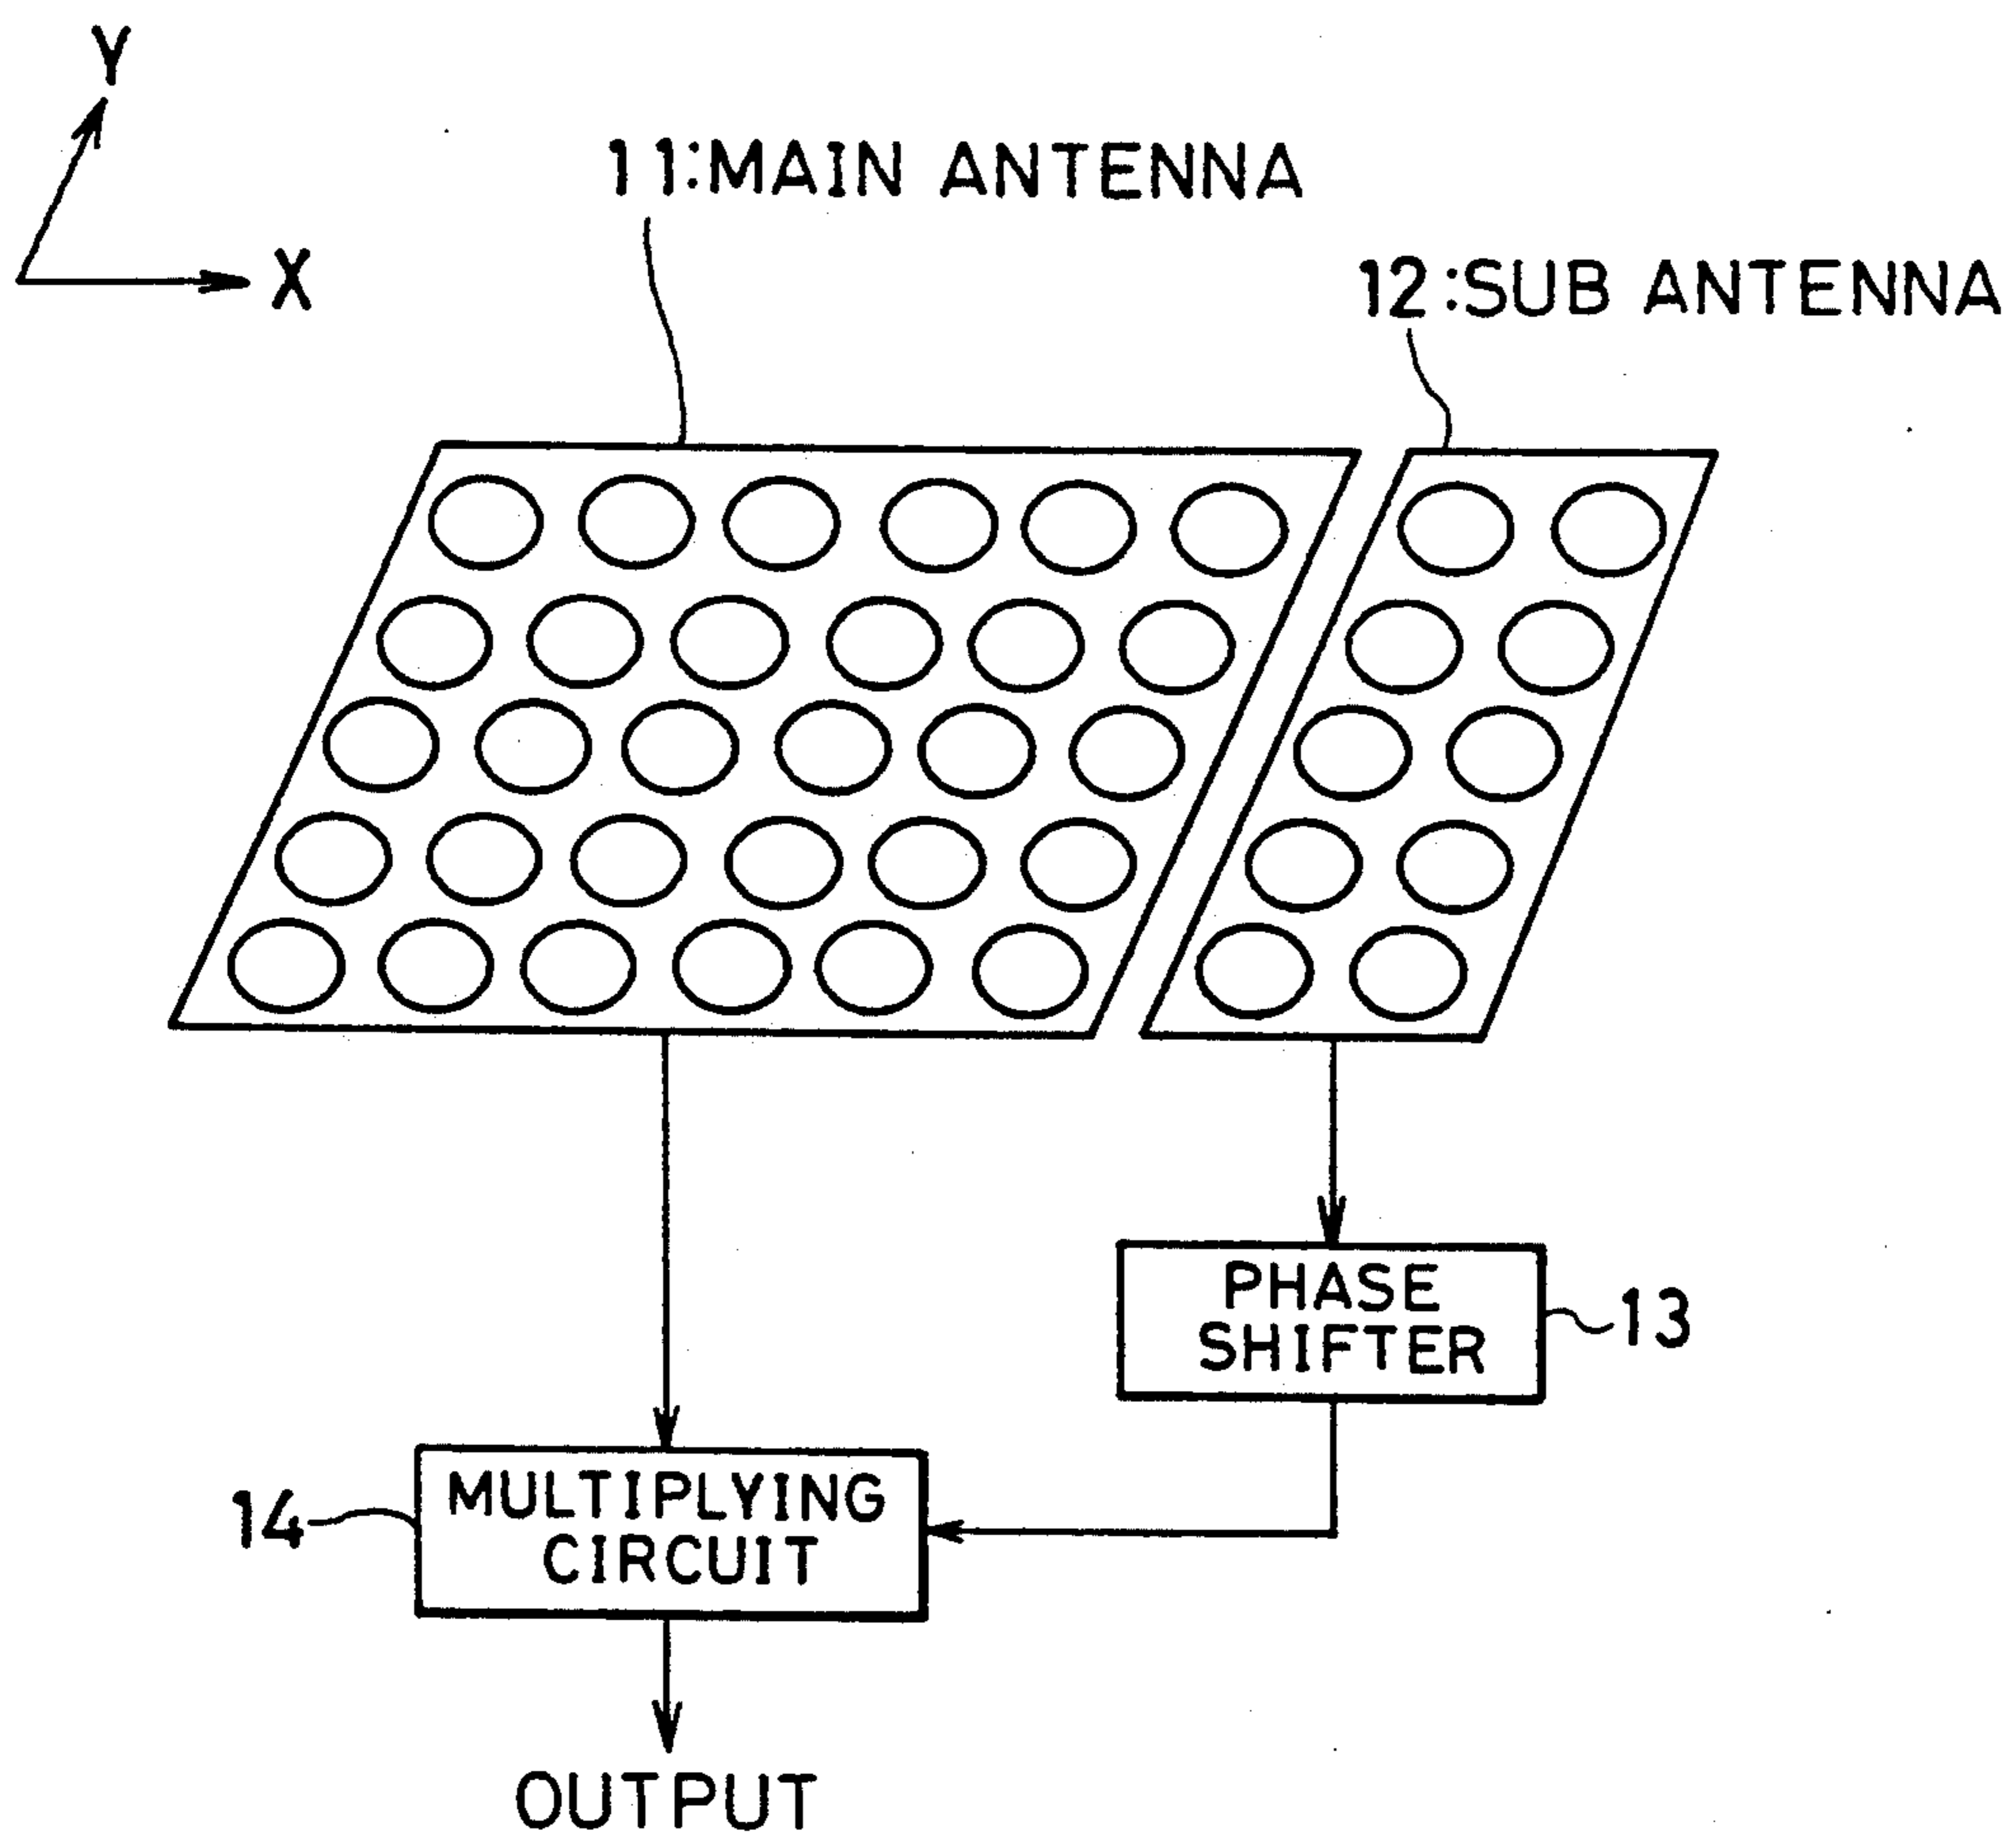 Y
X
11:MAIN ANTENNA
12:SUB ANTENNA
PHASE
SHIFTER
13
14
MULTIPLYING
CIRCUIT
OUTPUT